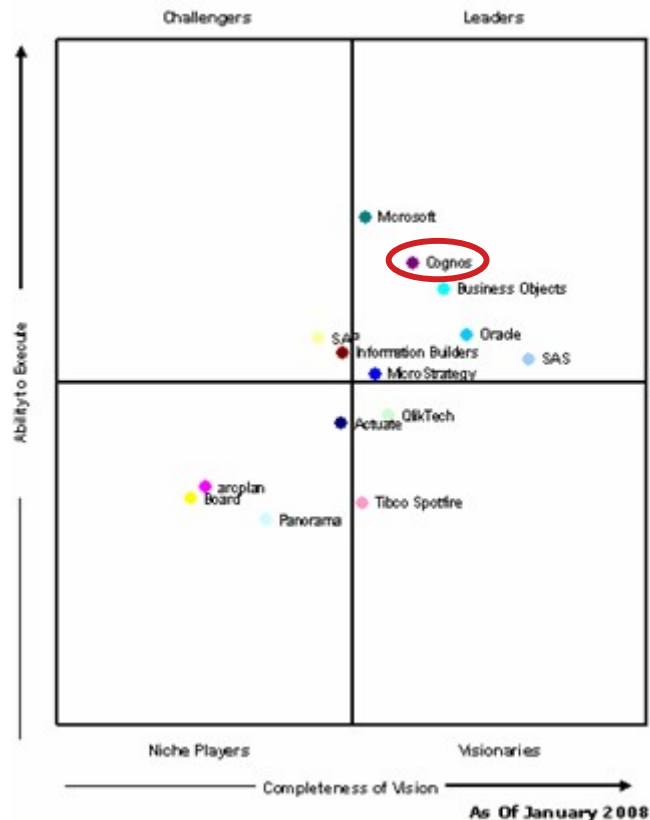 Challengers Leaders
Microsoft
Cognos
Business Objects
SAP
Oracle
Information Builders
SAS
MicroStrategy
QlikTech
Actuate
arcplan
Board
Tibco Spotfire
Panorama
Ability to Execute
Niche Players Visionaries
Completeness of Vision
As Of January 2008